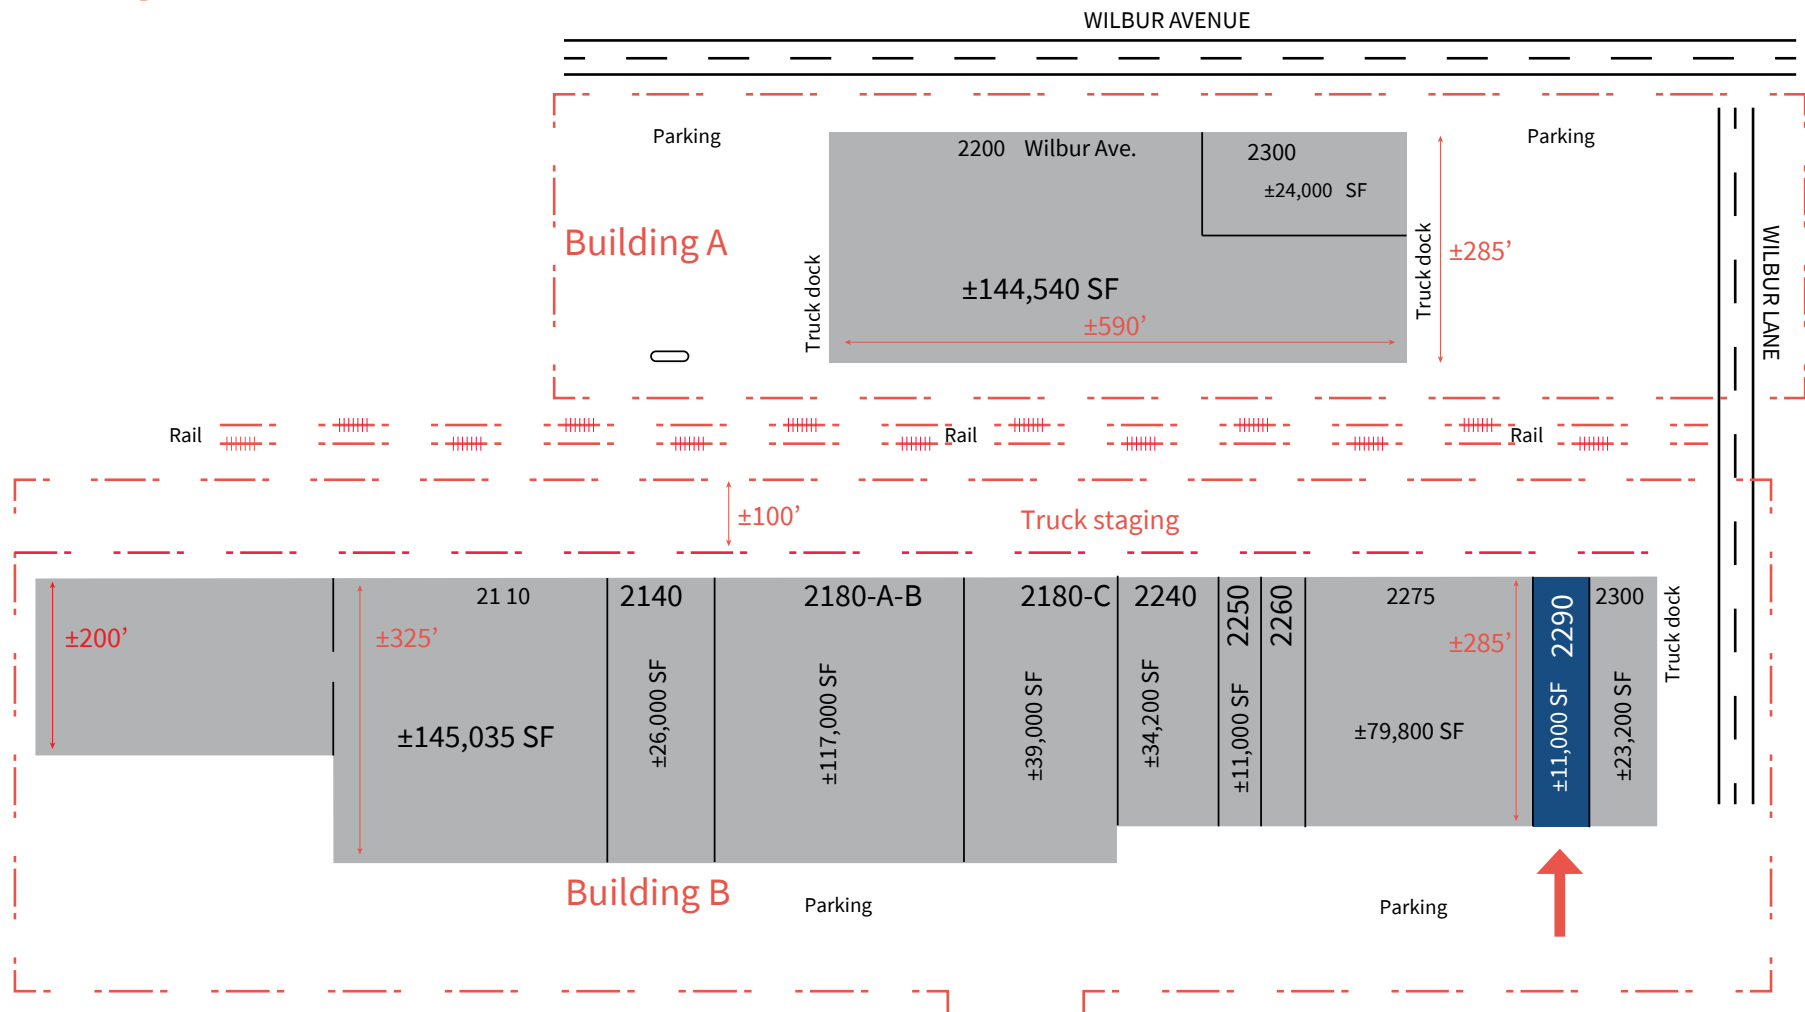 WILBUR AVENUE
Parking
2200 Wilbur Ave.
2300
±24,000 SF
Parking
Building A
Truck dock
±144,540 SF
±590’
Truck dock
±285’
WILBUR LANE
Rail
Rail
Rail
±100’
Truck staging
±200’
21 10
±325’
±145,035 SF
2140
±26,000 SF
2180-A-B
±117,000 SF
2180-C
±39,000 SF
2240
±34,200 SF
2250
±11,000 SF
2260
2275
±285’
±79,800 SF
2290
±11,000 SF
2300
±23,200 SF
Truck dock
Building B
Parking
Parking